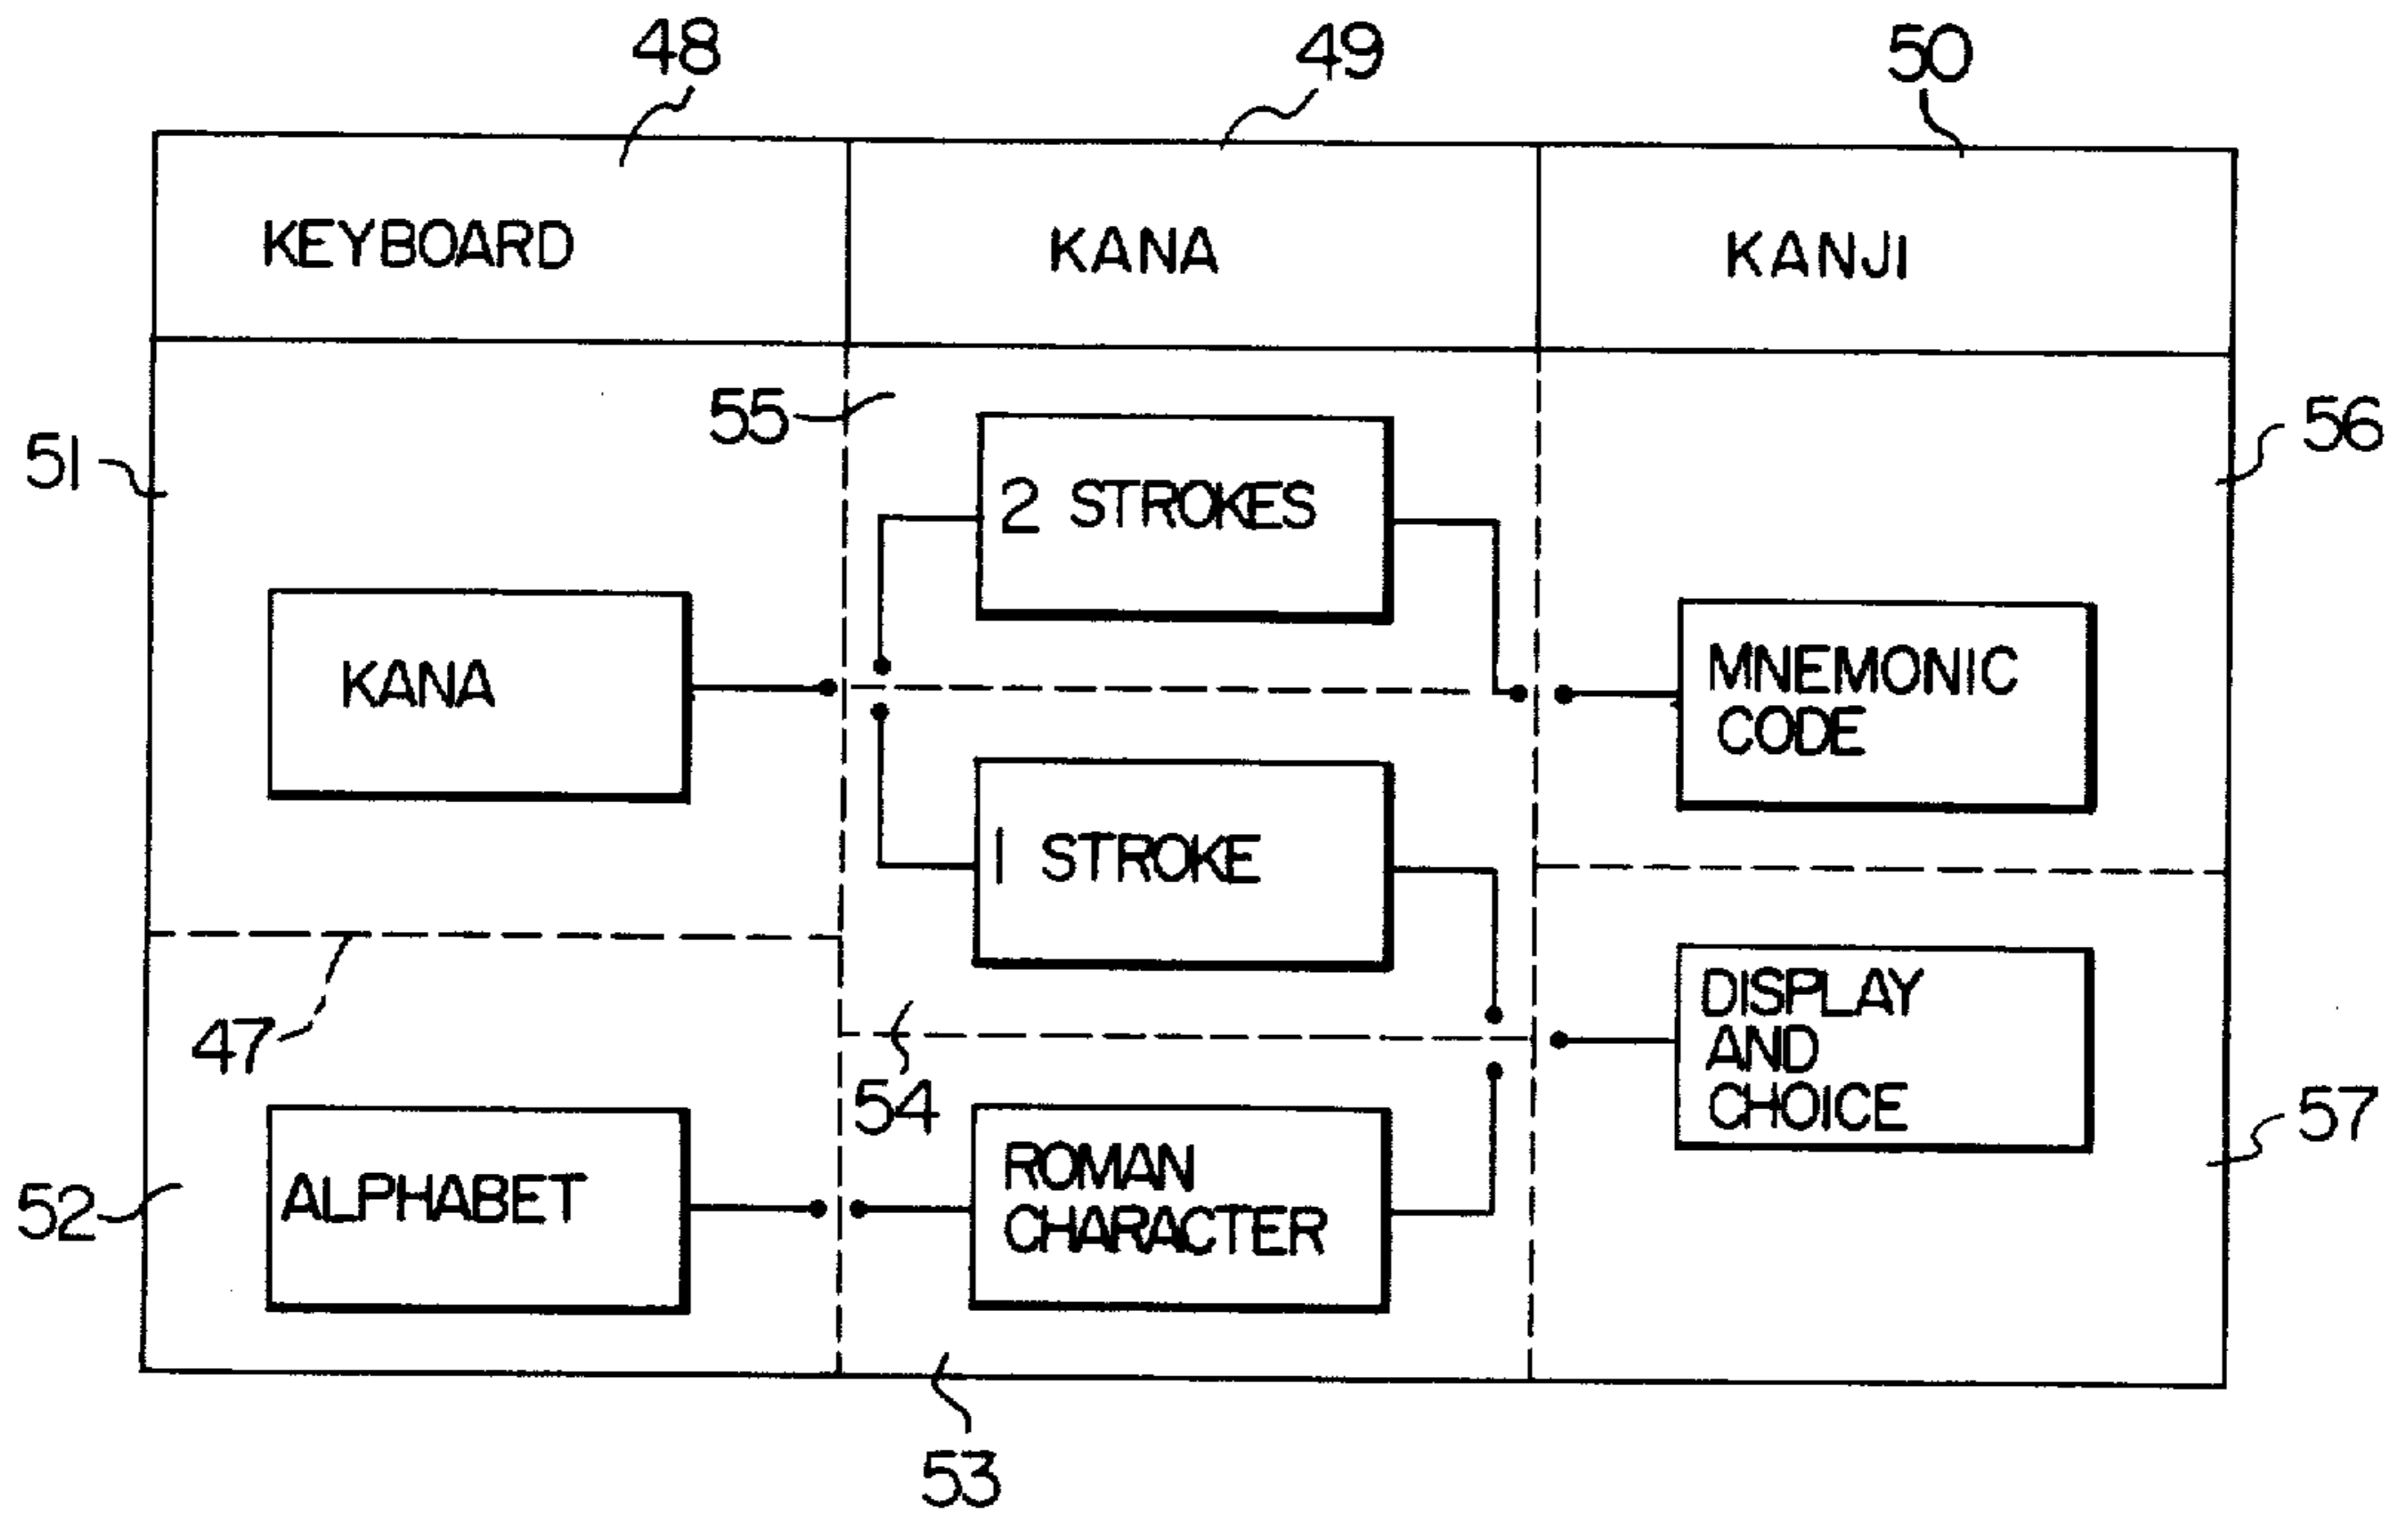 48
49
50
KEYBOARD
KANA
KANJI
55
51
56
2 STROKES
KANA
MNEMONIC
CODE
1 STROKE
47
54
DISPLAY
AND
CHOICE
52
57
ALPHABET
ROMAN
CHARACTER
53